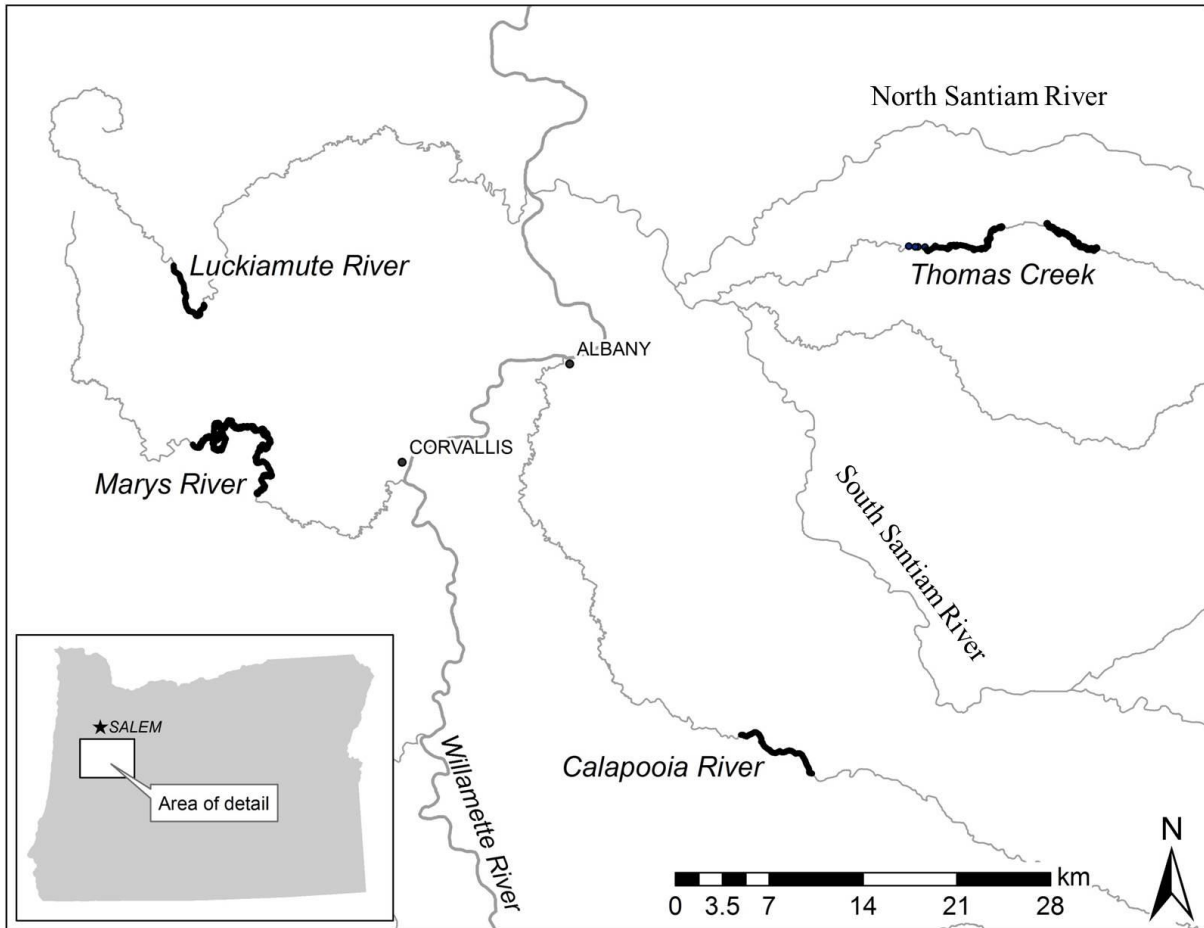 North Santiam River
Luckiamute River
Thomas Creek
ALBANY
CORVALLIS
Marys River
South Santiam River
SALEM
Area of detail
Willamette River
Calapooia River
N
km
0 3.5 7 14 21 28